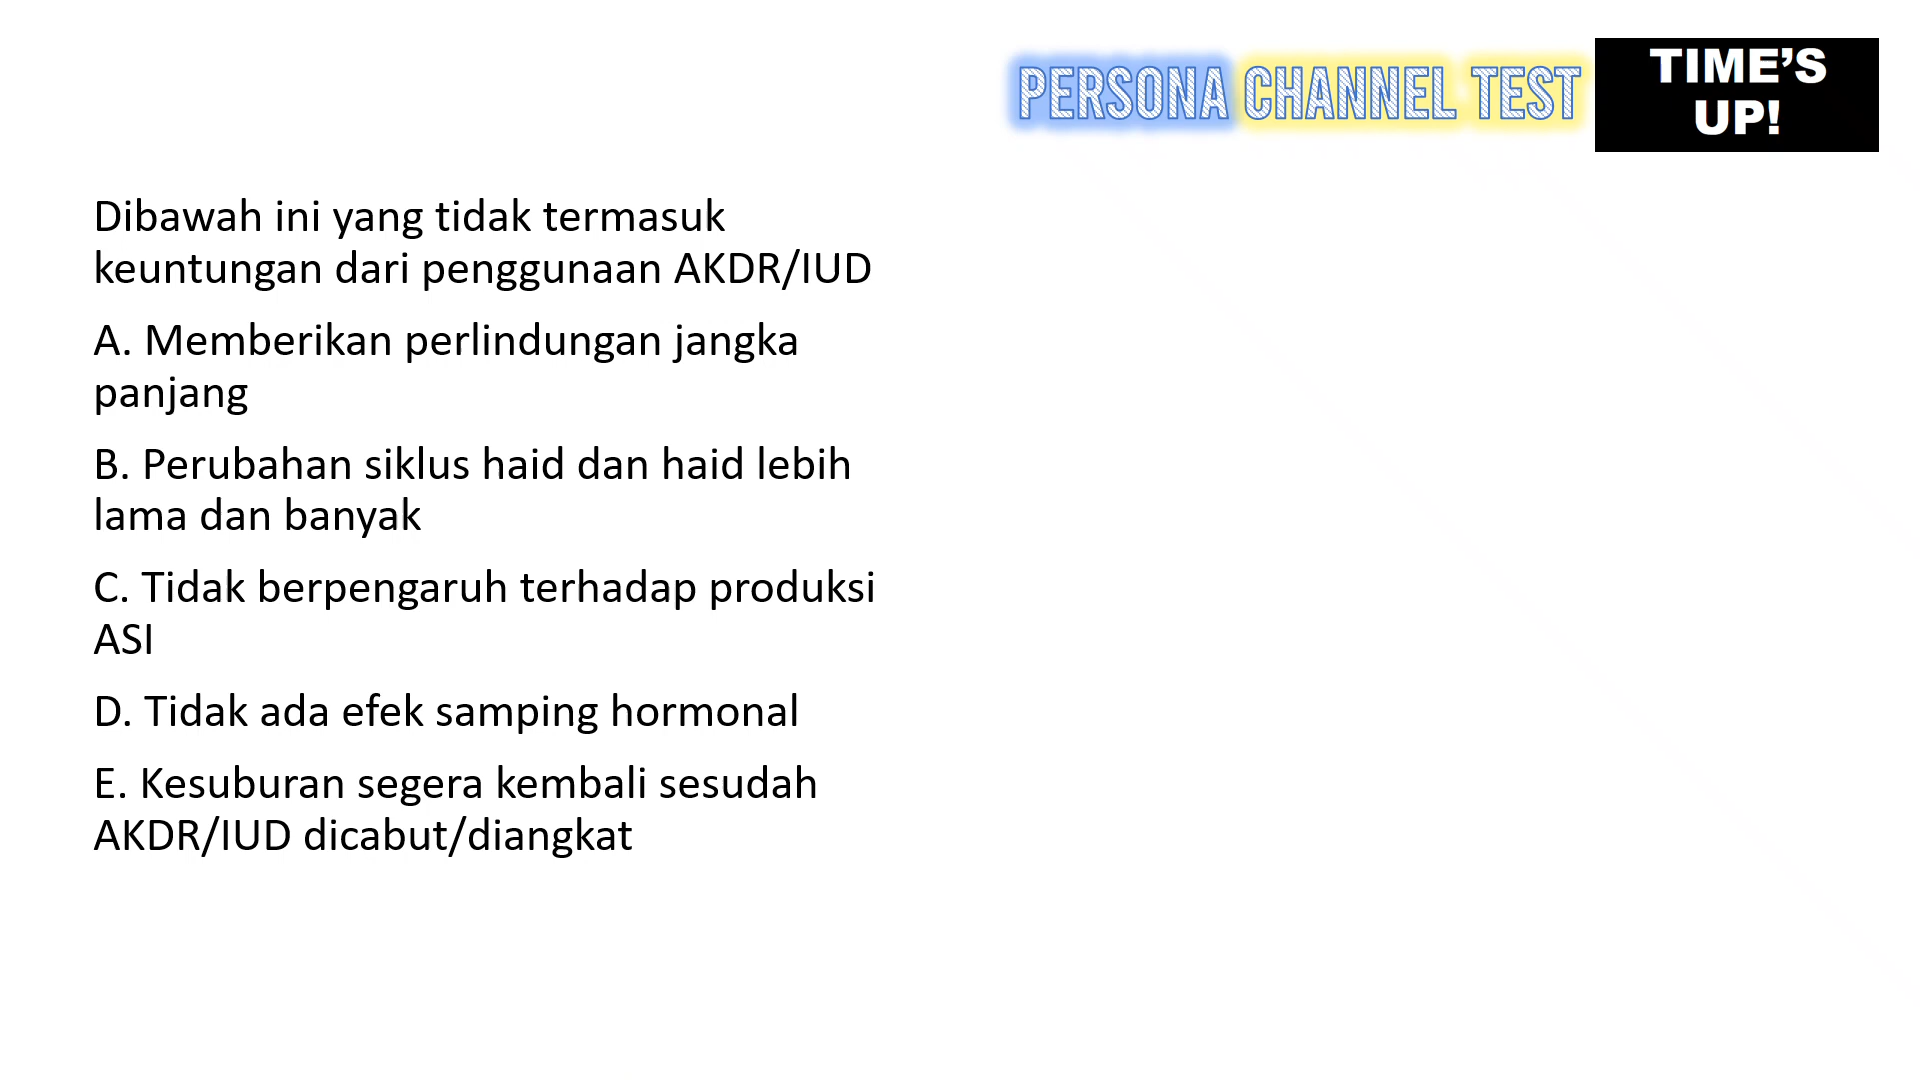 PERSONA CHANNEL TEST
TIME’S
UP!
Dibawah ini yang tidak termasuk
keuntungan dari penggunaan AKDR/IUD
A. Memberikan perlindungan jangka
panjang
B. Perubahan siklus haid dan haid lebih
lama dan banyak
C. Tidak berpengaruh terhadap produksi
ASI
D. Tidak ada efek samping hormonal
E. Kesuburan segera kembali sesudah
AKDR/IUD dicabut/diangkat